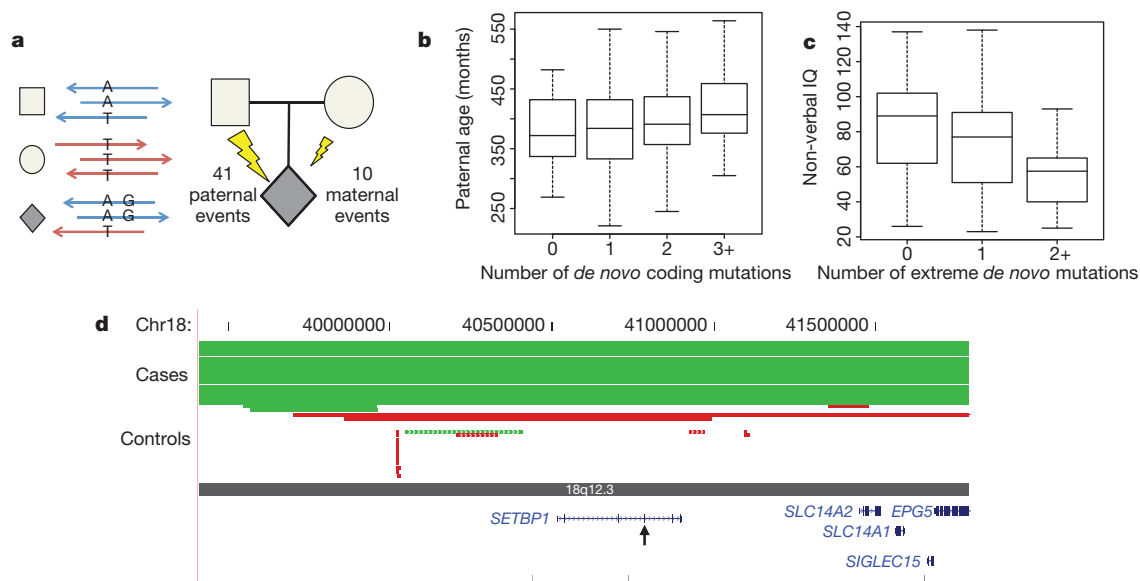 a
A
A
T
T
T
T
A G
A G
T
41
paternal
events
10
maternal
events
b
Paternal age (months)
550
450
350
250
0 1 2 3+
Number of de novo coding mutations
c
Non-verbal IQ
140
120
100
80
60
40
20
0 1 2+
Number of extreme de novo mutations
d
Chr18: 40000000 40500000 41000000 41500000
Cases
Controls
18q12.3
SETBP1
SLC14A2 EPG5
SLC14A1
SIGLEC15